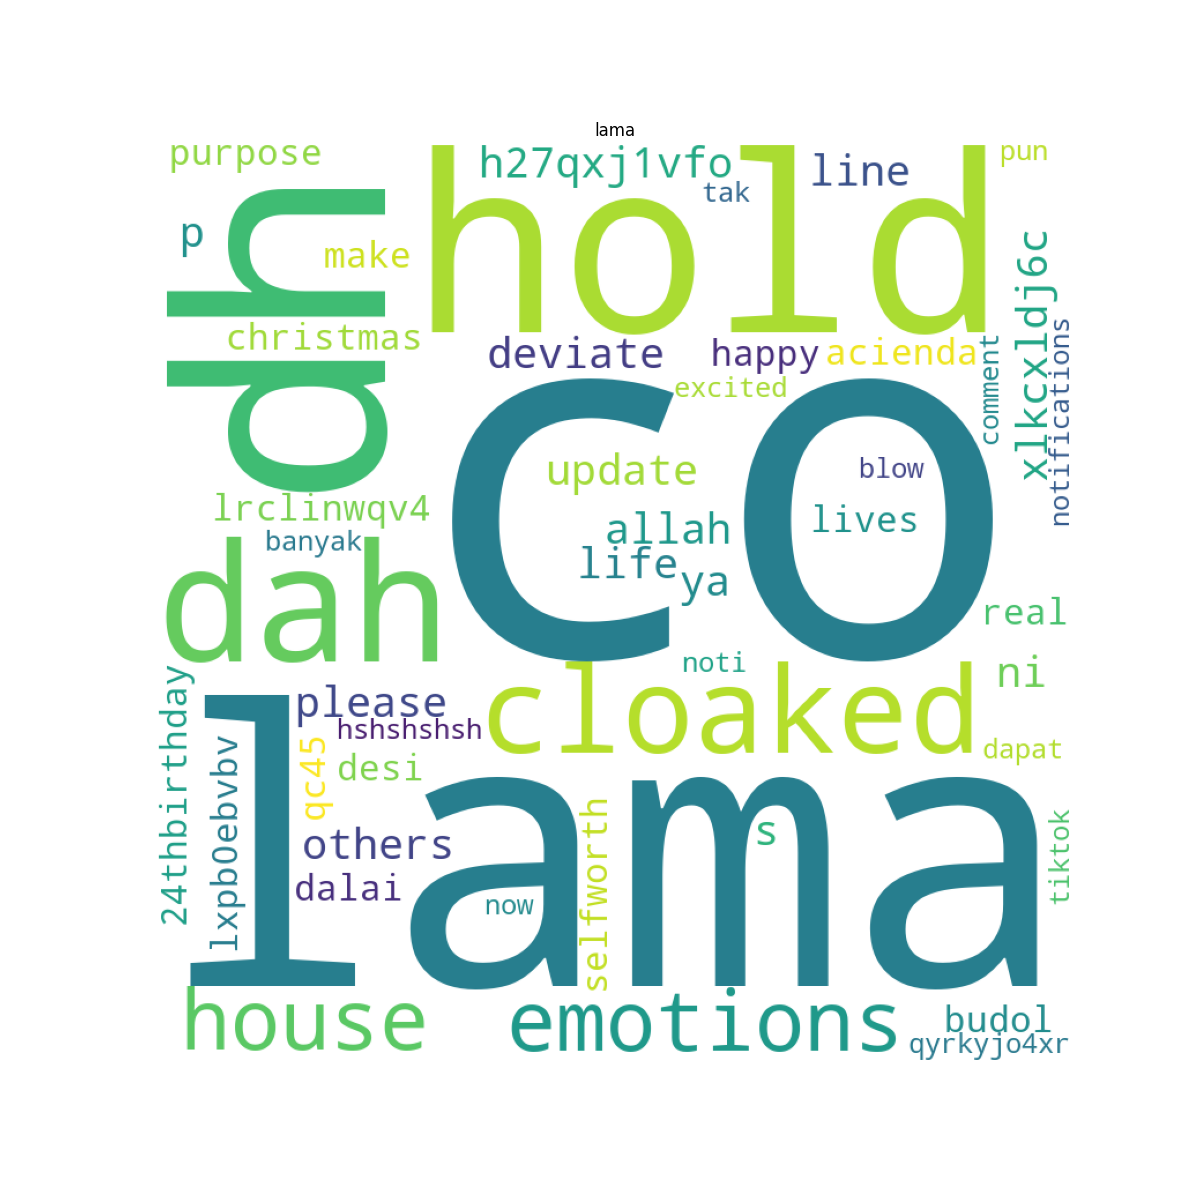 lama
purpose
h27qxj1vfo
line
pun
hold
tak
dh
p
make
xlkcxldj6c
christmas
deviate
happy
acienda
comment
notifications
excited
co
update
blow
lrclinwqv4
allah
lives
banyak
life
ya
dah
real
noti
cloaked
ni
24thbirthday
please
hshshshsh
lxpb0ebvbv
qc45
desi
dapat
lama
others
s
selfworth
tiktok
dalai
now
house
emotions
budol
qyrkyjo4xr